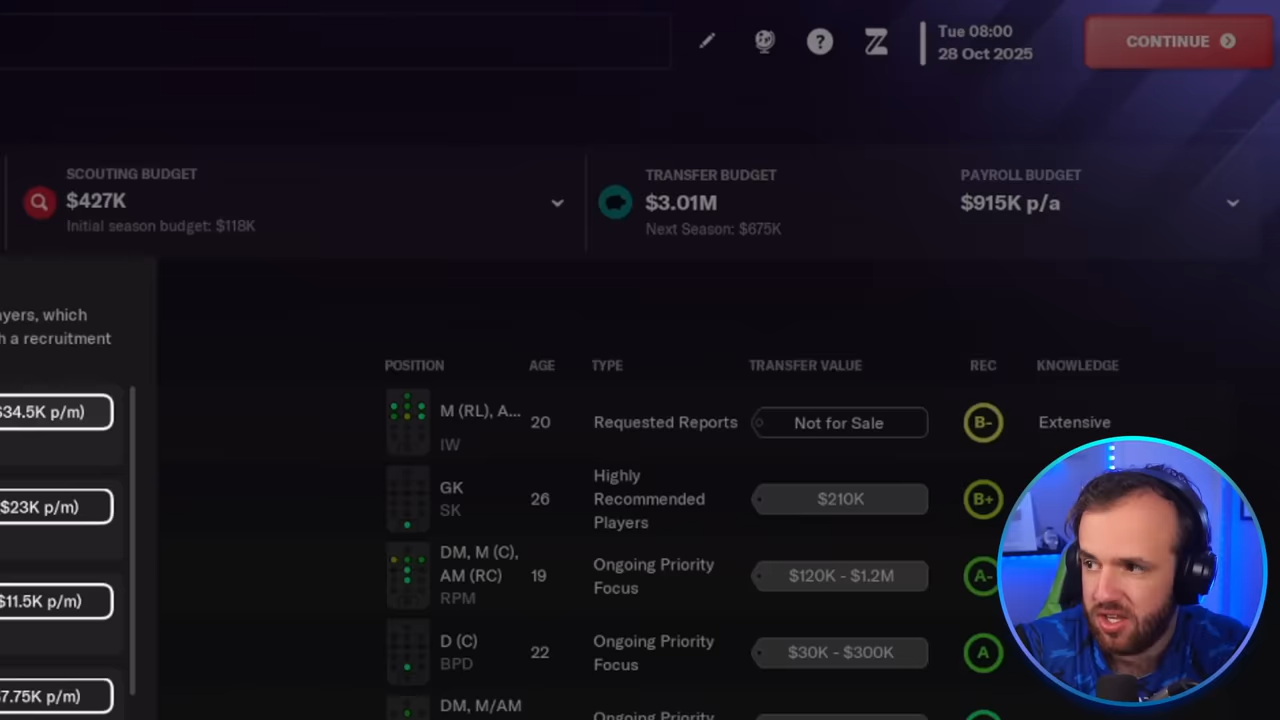 Tue 08:00
28 Oct 2025
CONTINUE
SCOUTING BUDGET
$427K
Initial season budget: $118K
TRANSFER BUDGET
$3.01M
Next Season: $675K
PAYROLL BUDGET
$915K p/a
ayers, which
h a recruitment
$34.5K p/m)
$23K p/m)
$11.5K p/m)
$7.75K p/m)
POSITION AGE TYPE TRANSFER VALUE REC KNOWLEDGE
M (RL), A...
IW
20
Requested Reports
Not for Sale
B-
Extensive
GK
SK
26
Highly
Recommended
Players
$210K
B+
DM, M (C),
AM (RC)
RPM
19
Ongoing Priority
Focus
$120K - $1.2M
A-
D (C)
BPD
22
Ongoing Priority
Focus
$30K - $300K
A
DM, M/AM
Ongoing Priority